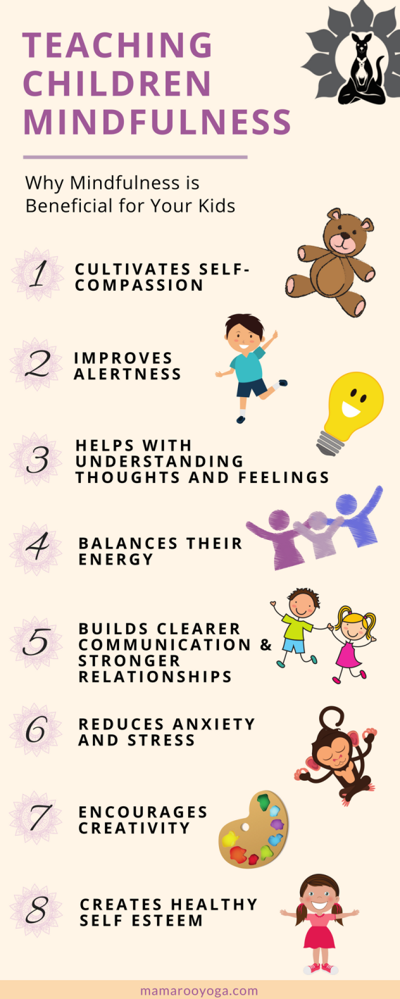 TEACHING
CHILDREN
MINDFULNESS
Why Mindfulness is
Beneficial for Your Kids
1
CULTIVATES SELF-
COMPASSION
2
IMPROVES
ALERTNESS
3
HELPS WITH
UNDERSTANDING
THOUGHTS AND FEELINGS
4
BALANCES THEIR
ENERGY
5
BUILDS CLEARER
COMMUNICATION &
STRONGER
RELATIONSHIPS
6
REDUCES ANXIETY
AND STRESS
7
ENCOURAGES
CREATIVITY
8
CREATES HEALTHY
SELF ESTEEM
mamarooyoga.com